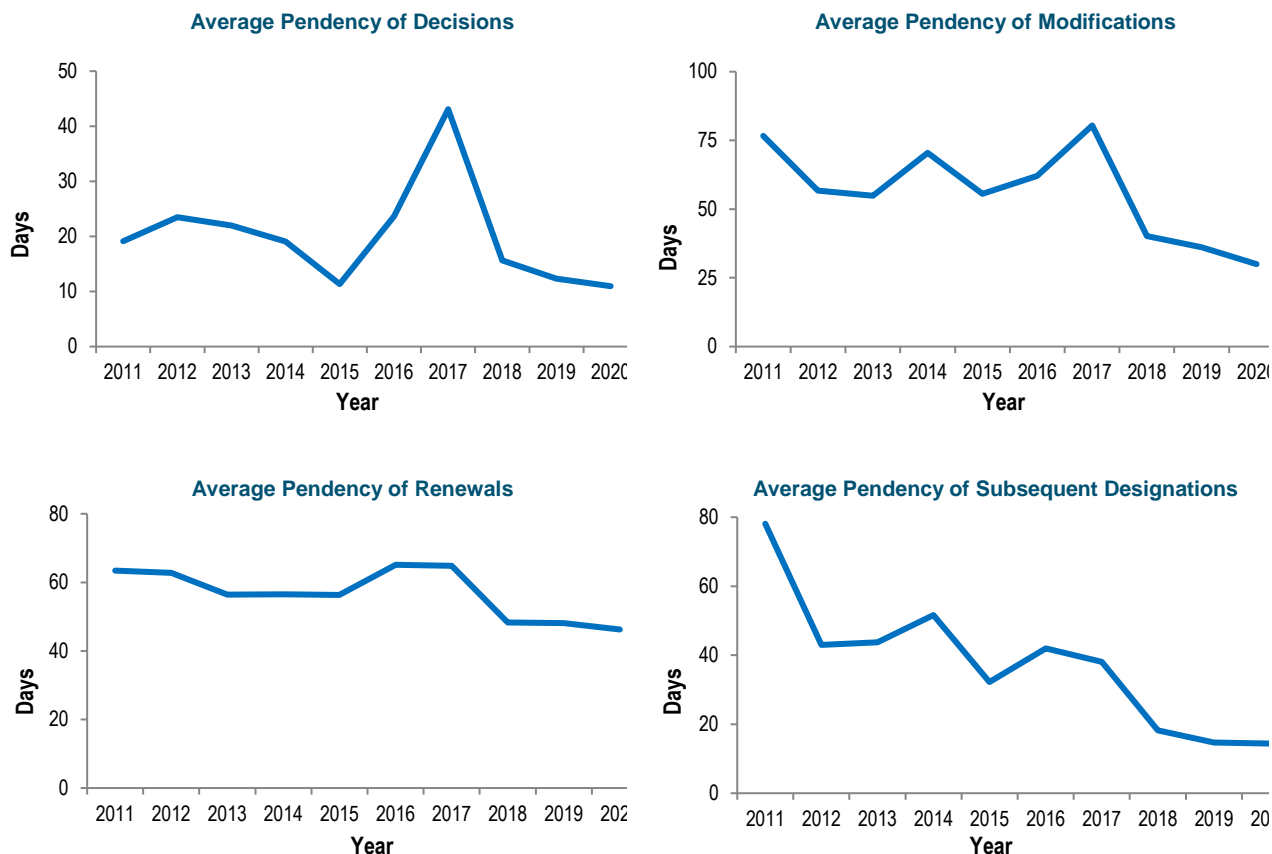 Average Pendency of Decisions
50
40
30
20
10
0
Days
2011 2012 2013 2014 2015 2016 2017 2018 2019 2020
Year
Average Pendency of Modifications
100
75
50
25
0
Days
2011 2012 2013 2014 2015 2016 2017 2018 2019 2020
Year
Average Pendency of Renewals
80
60
40
20
0
Days
2011 2012 2013 2014 2015 2016 2017 2018 2019 202
Year
Average Pendency of Subsequent Designations
80
60
40
20
0
Days
2011 2012 2013 2014 2015 2016 2017 2018 2019 20
Year